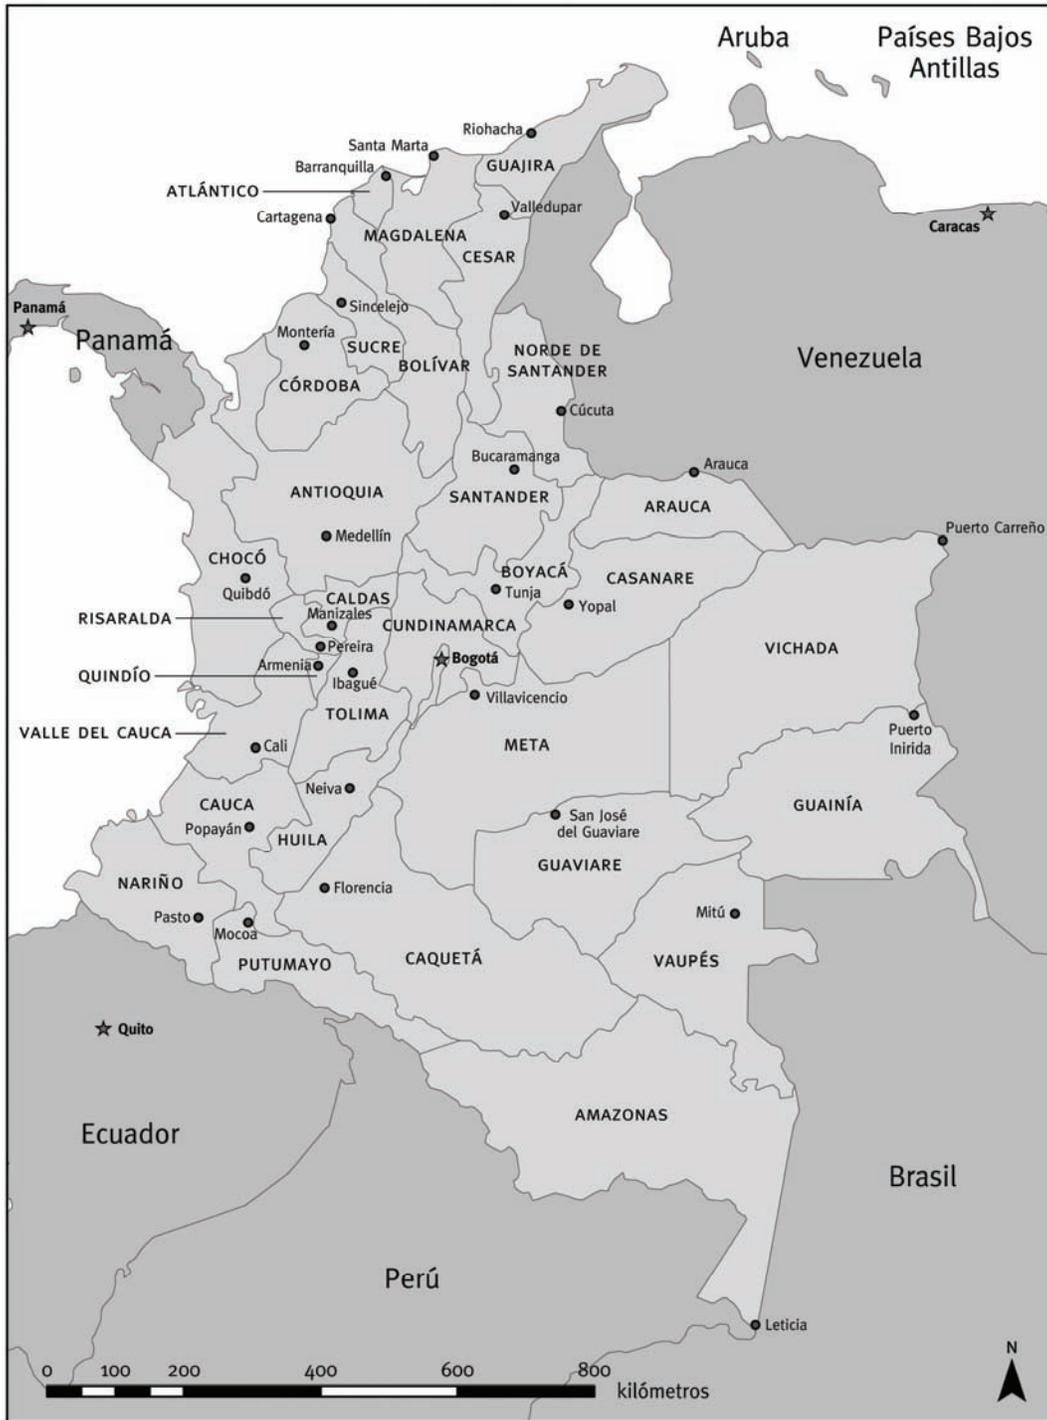 Aruba
Países Bajos
Antillas
Riohacha
Santa Marta
Barranquilla
GUAJIRA
ATLÁNTICO
Valledupar
Cartagena
Caracas
MAGDALENA
CESAR
Panamá
Sincelejo
Montería
Panamá
SUCRE
NORDE DE
SANTANDER
Venezuela
BOLÍVAR
CÓRDOBA
Cúcuta
Bucaramanga
Arauca
ANTIOQUIA
SANTANDER
ARAUCA
Puerto Carreño
Medellín
CHOCÓ
BOYACÁ
CASANARE
Quibdó
Tunja
CALDAS
Yopal
Manizales
RISARALDA
CUNDINAMARCA
Pereira
VICHADA
Bogotá
Armenia
QUINDÍO
Ibagué
Villavicencio
TOLIMA
VALLE DEL CAUCA
Puerto
Inirida
Cali
META
Neiva
CAUCA
GUAINÍA
San José
del Guaviare
Popayán
HUILA
GUAVIARE
NARIÑO
Florencia
Pasto
Mitú
Mocoa
CAQUETÁ
VAUPÉS
PUTUMAYO
Quito
AMAZONAS
Ecuador
Brasil
Perú
Leticia
N
0 100 200 400 600 800
kilómetros